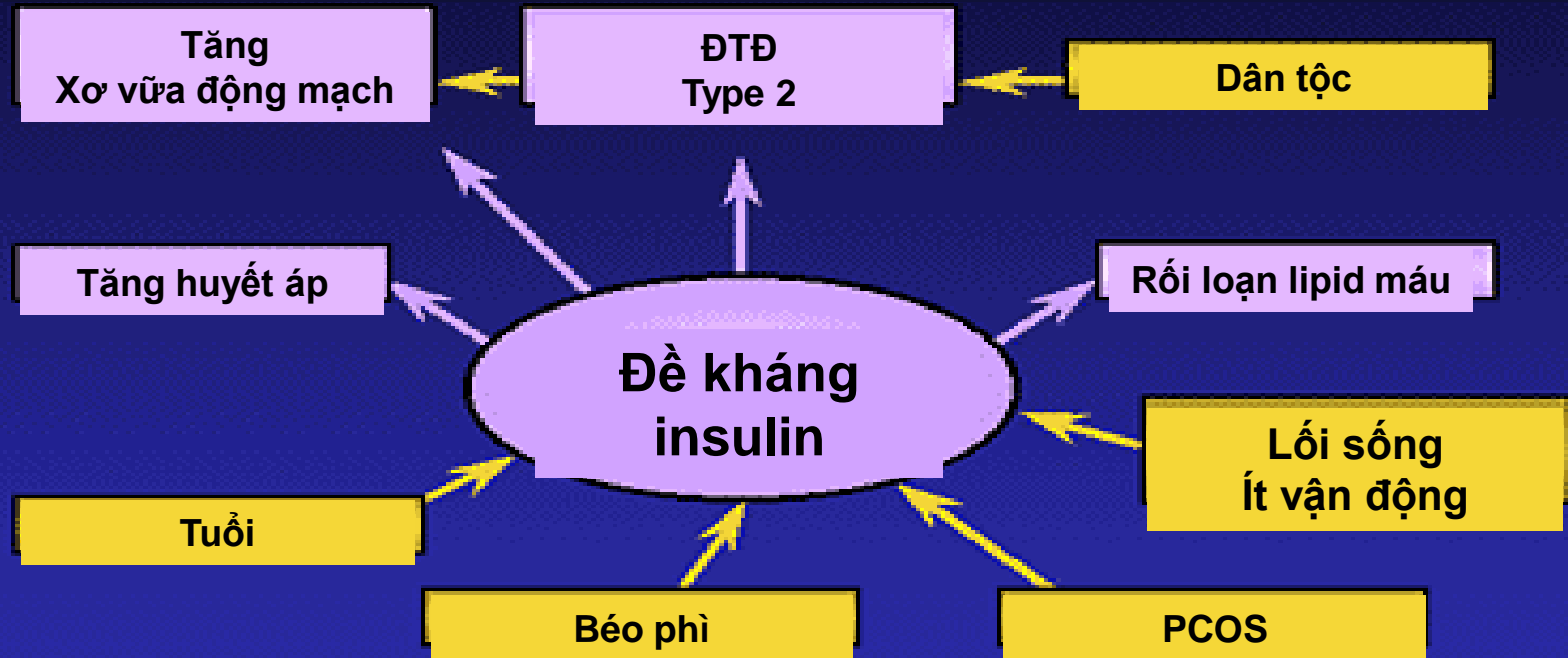 Tăng
Xơ vữa động mạch
ĐTĐ
Type 2
Dân tộc
Tăng huyết áp
Rối loạn lipid máu
Đề kháng
insulin
Lối sống
Ít vận động
Tuổi
Béo phì
PCOS